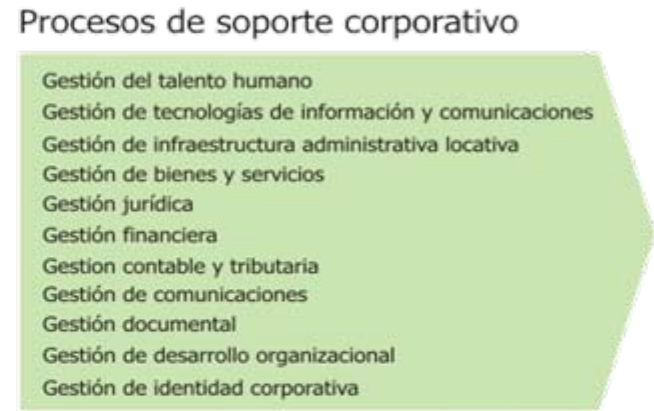 Procesos de soporte corporativo
Gestión del talento humano
Gestión de tecnologías de información y comunicaciones
Gestión de infraestructura administrativa locativa
Gestión de bienes y servicios
Gestión jurídica
Gestión financiera
Gestion contable y tributaria
Gestión de comunicaciones
Gestión documental
Gestión de desarrollo organizacional
Gestión de identidad corporativa